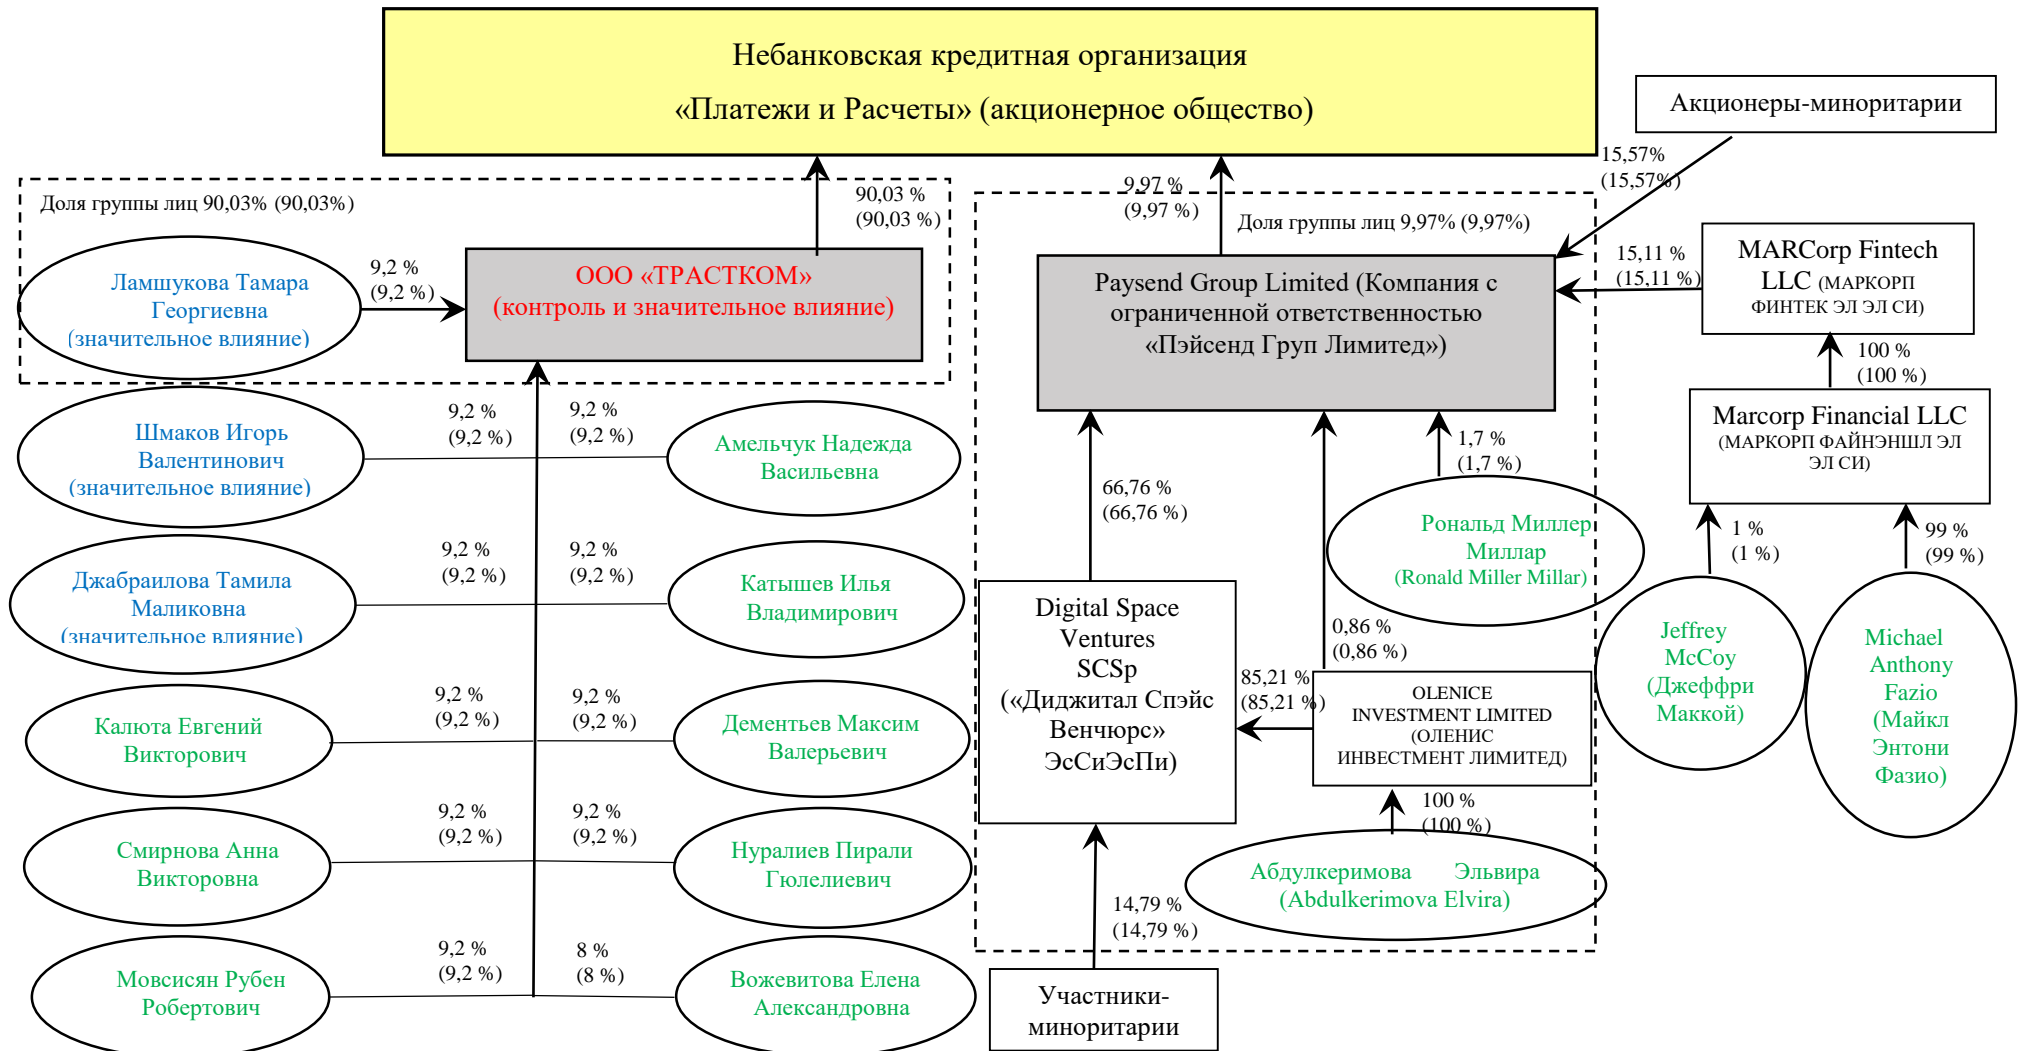 Небанковская кредитная организация
«Платежи и Расчеты» (акционерное общество)
Акционеры-миноритарии
15,57%
(15,57%)
90,03 %
(90,03 %)
9,97 %
(9,97 %)
Доля группы лиц 90,03% (90,03%)
Доля группы лиц 9,97% (9,97%)
Ламшукова Тамара
Георгиевна
(значительное влияние)
9,2 %
(9,2 %)
ООО «ТРАСТКОМ»
(контроль и значительное влияние)
Paysend Group Limited (Компания с
ограниченной ответственностью
«Пэйсенд Груп Лимитед»)
15,11 %
(15,11 %)
MARCorp Fintech
LLC (МАРКОРП
ФИНТЕК ЭЛ ЭЛ СИ)
100 %
(100 %)
Marcorp Financial LLC
(МАРКОРП ФАЙНЭНШЛ ЭЛ
ЭЛ СИ)
1 %
(1 %)
99 %
(99 %)
Jeffrey
McCoy
(Джеффри
Маккой)
Michael
Anthony
Fazio
(Майкл
Энтони
Фазио)
Шмаков Игорь
Валентинович
(значительное влияние)
9,2 %
(9,2 %)
9,2 %
(9,2 %)
Амельчук Надежда
Васильевна
Джабраилова Тамила
Маликовна
(значительное влияние)
9,2 %
(9,2 %)
9,2 %
(9,2 %)
Катышев Илья
Владимирович
Калюта Евгений
Викторович
9,2 %
(9,2 %)
9,2 %
(9,2 %)
Дементьев Максим
Валерьевич
Смирнова Анна
Викторовна
9,2 %
(9,2 %)
9,2 %
(9,2 %)
Нуралиев Пирали
Гюлелиевич
Мовсисян Рубен
Робертович
9,2 %
(9,2 %)
8 %
(8 %)
Вожевитова Елена
Александровна
66,76 %
(66,76 %)
1,7 %
(1,7 %)
Рональд Миллер
Миллар
(Ronald Miller Millar)
0,86 %
(0,86 %)
Digital Space
Ventures
SCSp
(«Диджитал Спэйс
Венчюрс»
ЭсСиЭсПи)
85,21 %
(85,21 %)
OLENICE
INVESTMENT LIMITED
(ОЛЕНИС
ИНВЕСТМЕНТ ЛИМИТЕД)
100 %
(100 %)
Абдулкеримова Эльвира
(Abdulkerimova Elvira)
14,79 %
(14,79 %)
Участники-
миноритарии